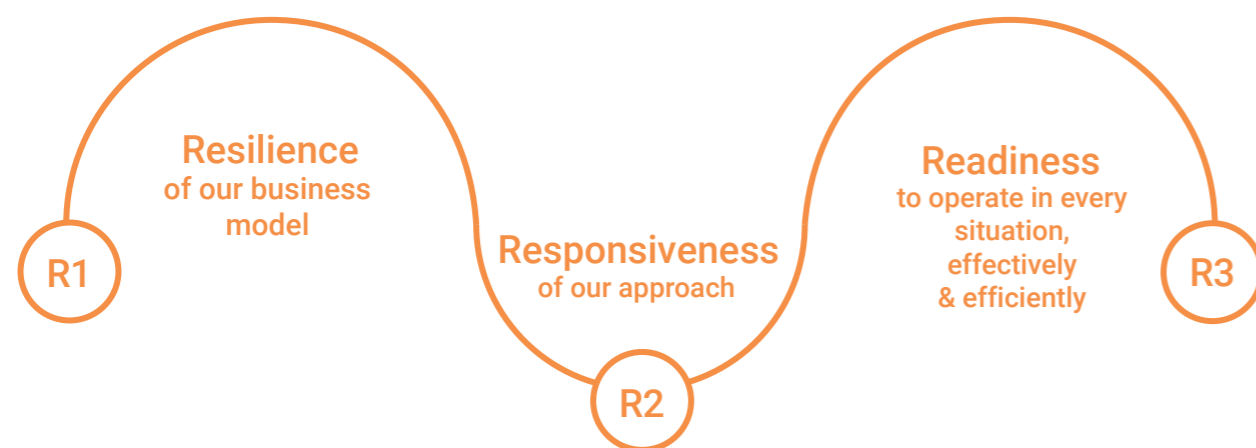 R1
Resilience
of our business
model
Responsiveness
of our approach
R2
Readiness
to operate in every
situation,
effectively
& efficiently
R3